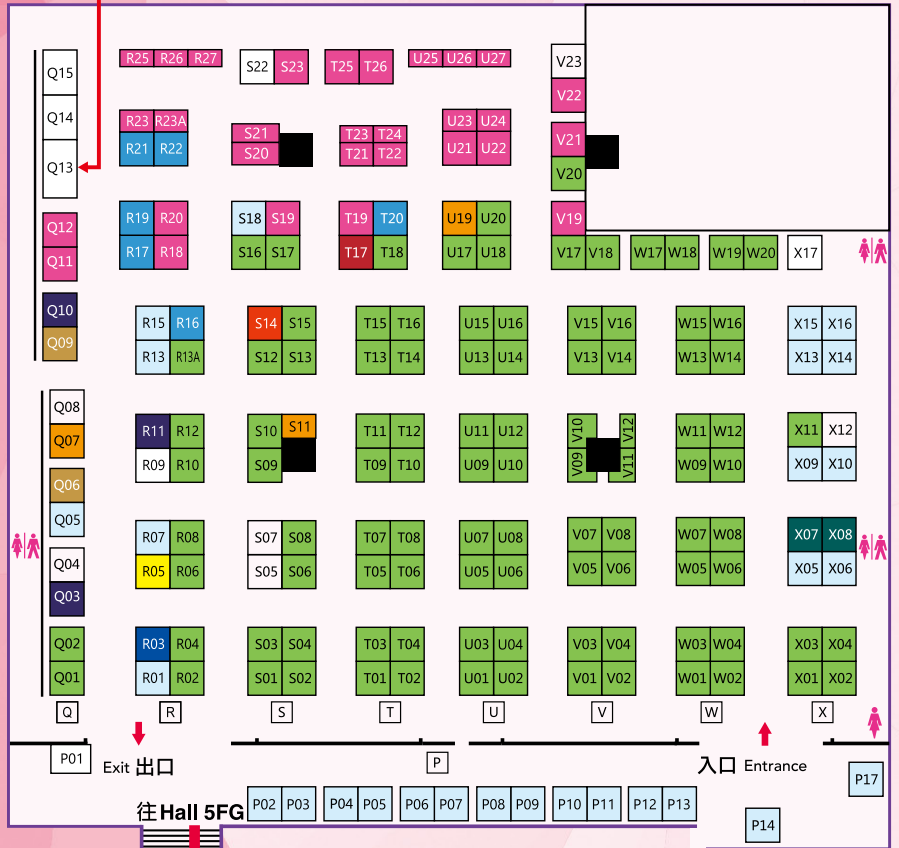 R25 R26 R27 S22 S23 T25 T26 U25 U26 U27 V23
Q15
V22
Q14 R23 R23A S21 T23 T24 U23 U24 V21
R21 R22 S20 T21 T22 U21 U22
Q13 V20
Q12 R19 R20 S18 S19 T19 T20 U19 U20 V19
Q11 R17 R18 S16 S17 T17 T18 U17 U18 V17 V18 W17 W18 W19 W20 X17
Q10 R15 R16 S14 S15 T15 T16 U15 U16 V15 V16 W15 W16 X15 X16
Q09 R13 R13A S12 S13 T13 T14 U13 U14 V13 V14 W13 W14 X13 X14
Q08
Q07 R11 R12 S10 S11 T11 T12 U11 U12 V10 V12 W11 W12 X11 X12
R09 R10 S09 T09 T10 U09 U10 V09 V11 W09 W10 X09 X10
Q06
Q05 R07 R08 S07 S08 T07 T08 U07 U08 V07 V08 W07 W08 X07 X08
Q04 R05 R06 S05 S06 T05 T06 U05 U06 V05 V06 W05 W06 X05 X06
Q03
Q02 R03 R04 S03 S04 T03 T04 U03 U04 V03 V04 W03 W04 X03 X04
Q01 R01 R02 S01 S02 T01 T02 U01 U02 V01 V02 W01 W02 X01 X02
Q R S T U V W X
P01 Exit 出口 P 入口 Entrance
P17
往Hall 5FG P02 P03 P04 P05 P06 P07 P08 P09 P10 P11 P12 P13
P14